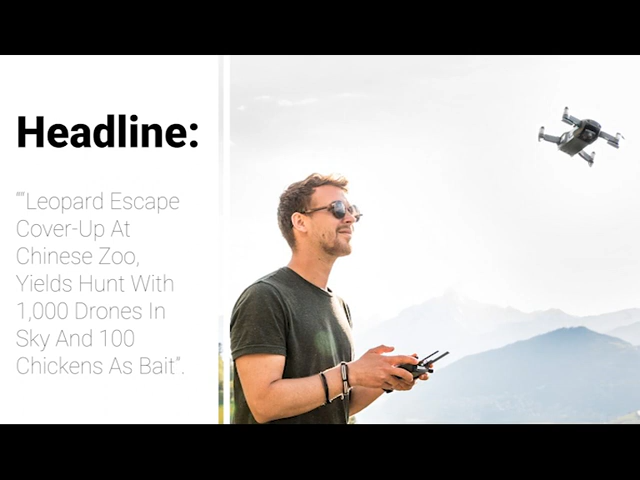 Headline:
""Leopard Escape
Cover-Up At
Chinese Zoo,
Yields Hunt With
1,000 Drones In
Sky And 100
Chickens As Bait".